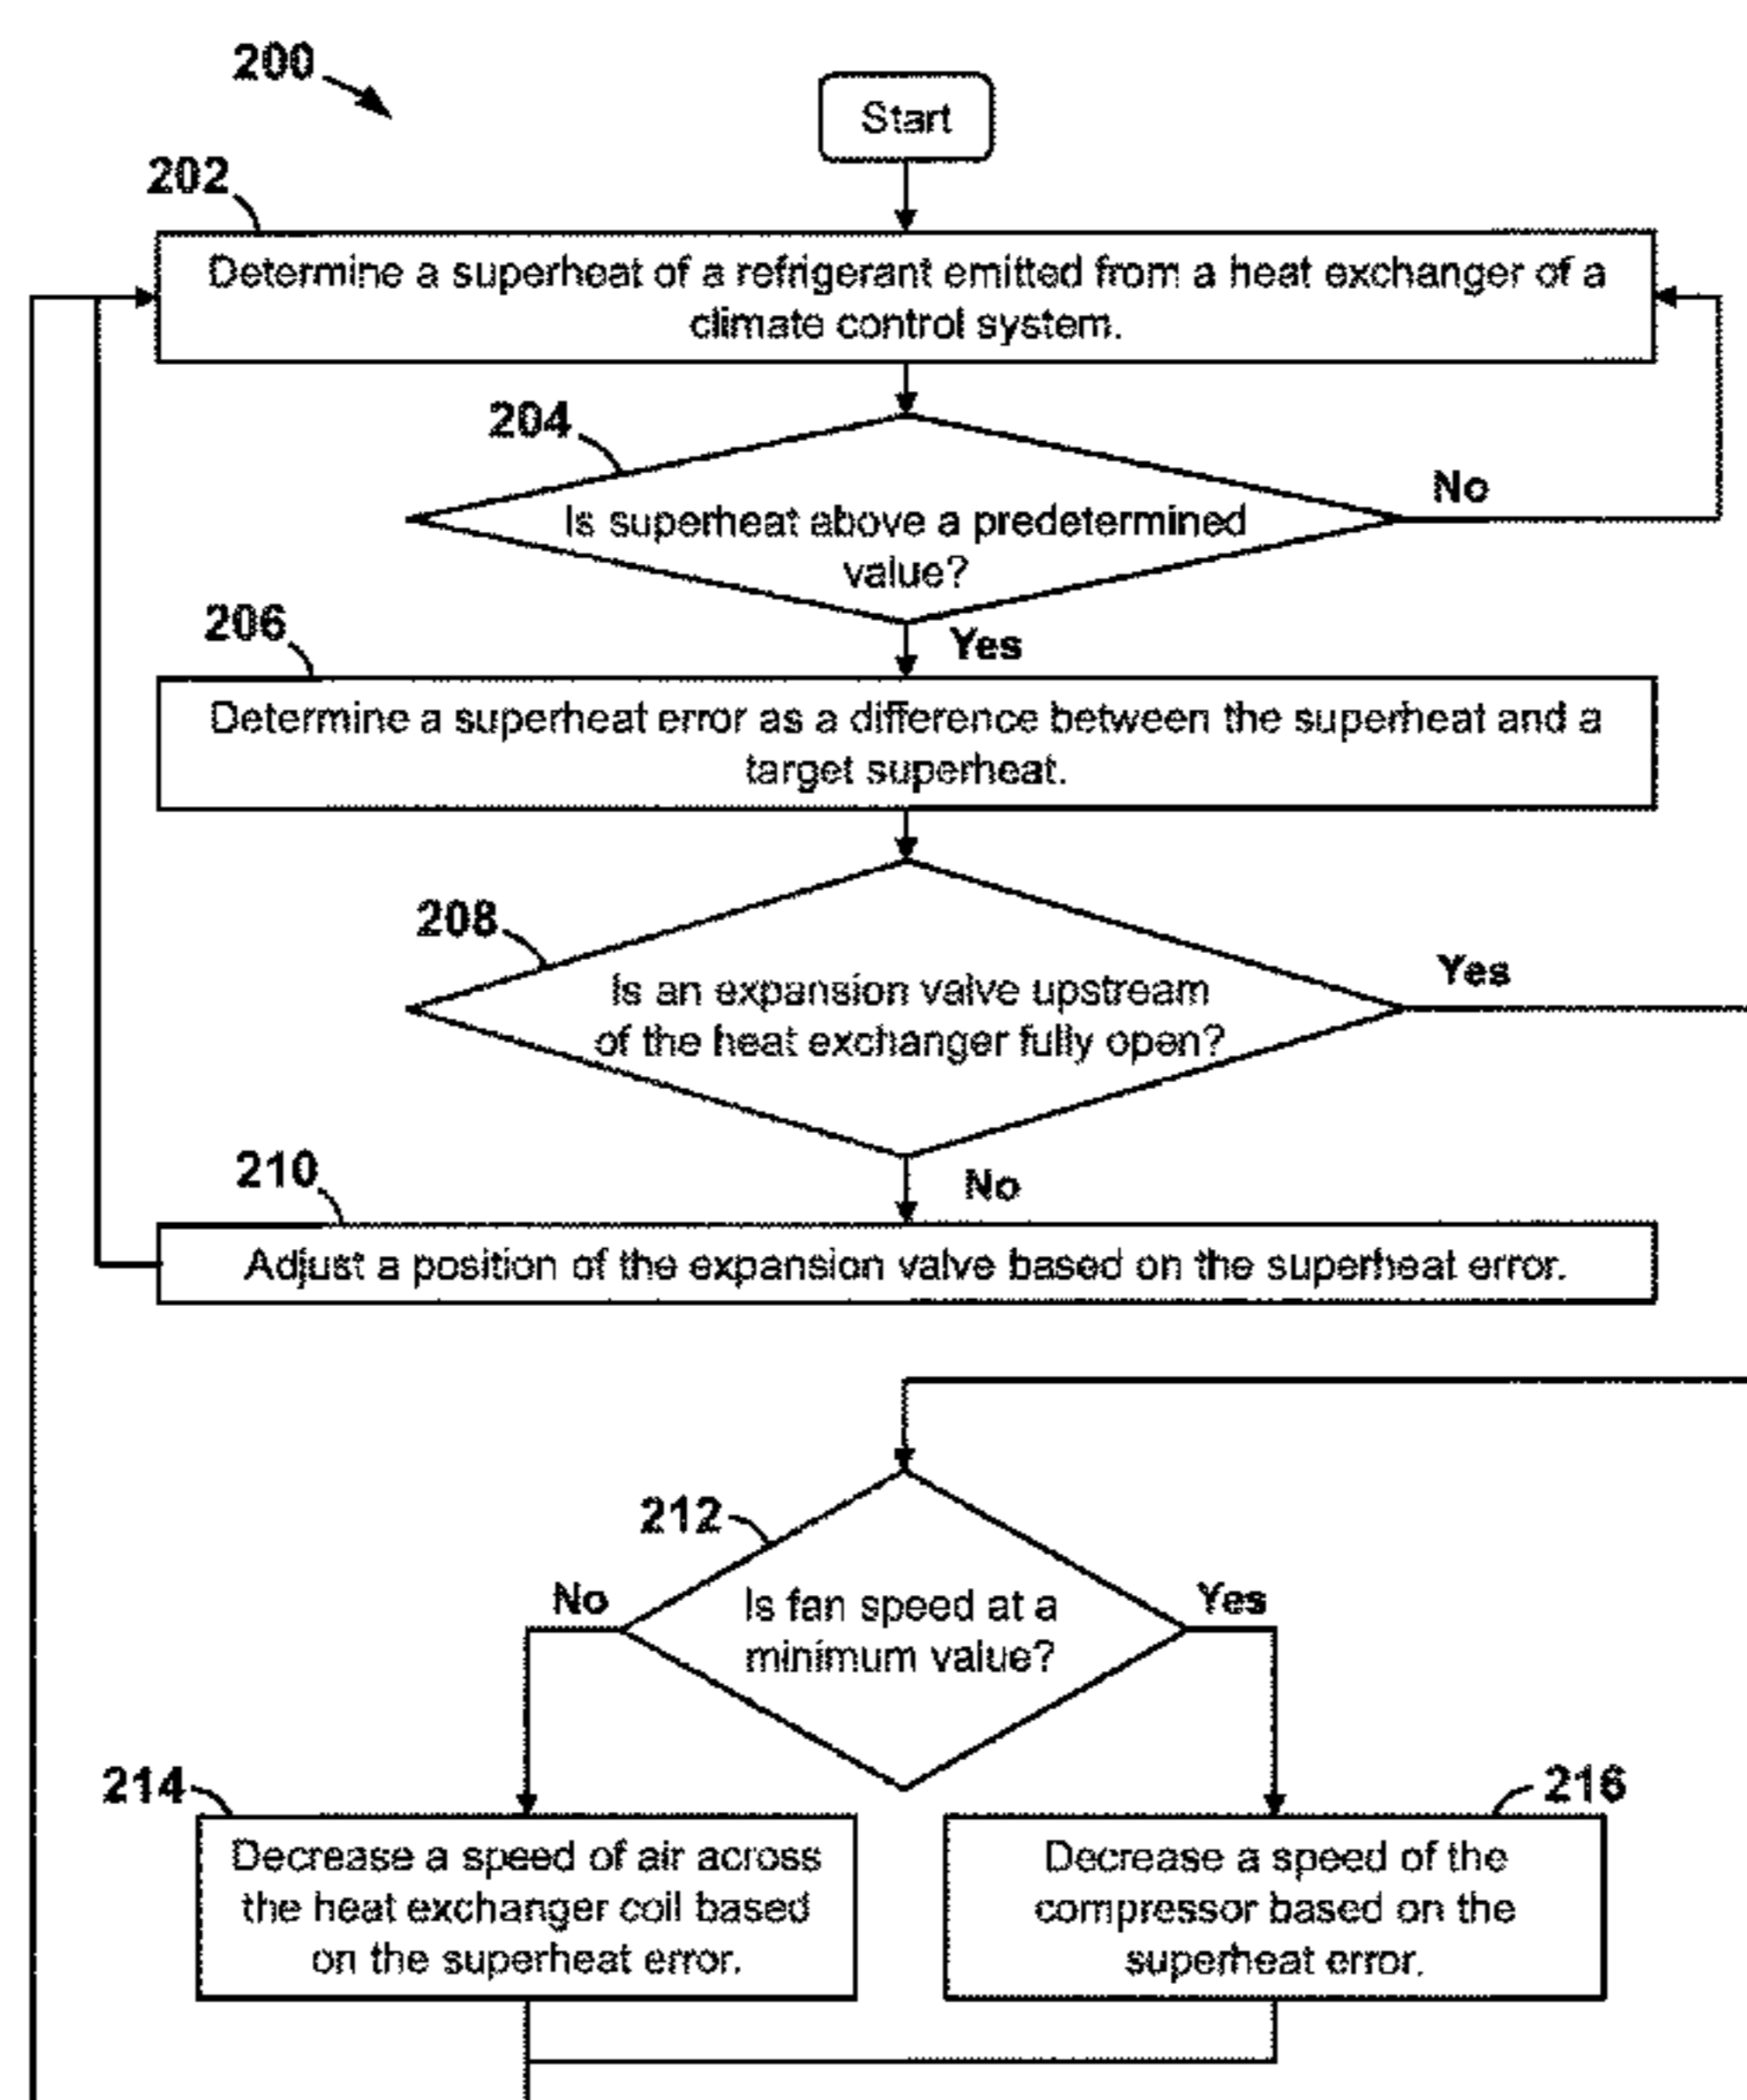 200
Start
202
Determine a superheat of a refrigerant emitted from a heat exchanger of a
climate control system.
204
No
Is superheat above a predetermined
value?
206
Yes
Determine a superheat error as a difference between the superheat and a
target superheat.
208
Yes
Is an expansion valve upstream
of the heat exchanger fully open?
210
No
Adjust a position of the expansion valve based on the superheat error.
212
No
Yes
Is fan speed at a
minimum value?
214
216
Decrease a speed of air across
the heat exchanger coil based
on the superheat error.
Decrease a speed of the
compressor based on the
superheat error.